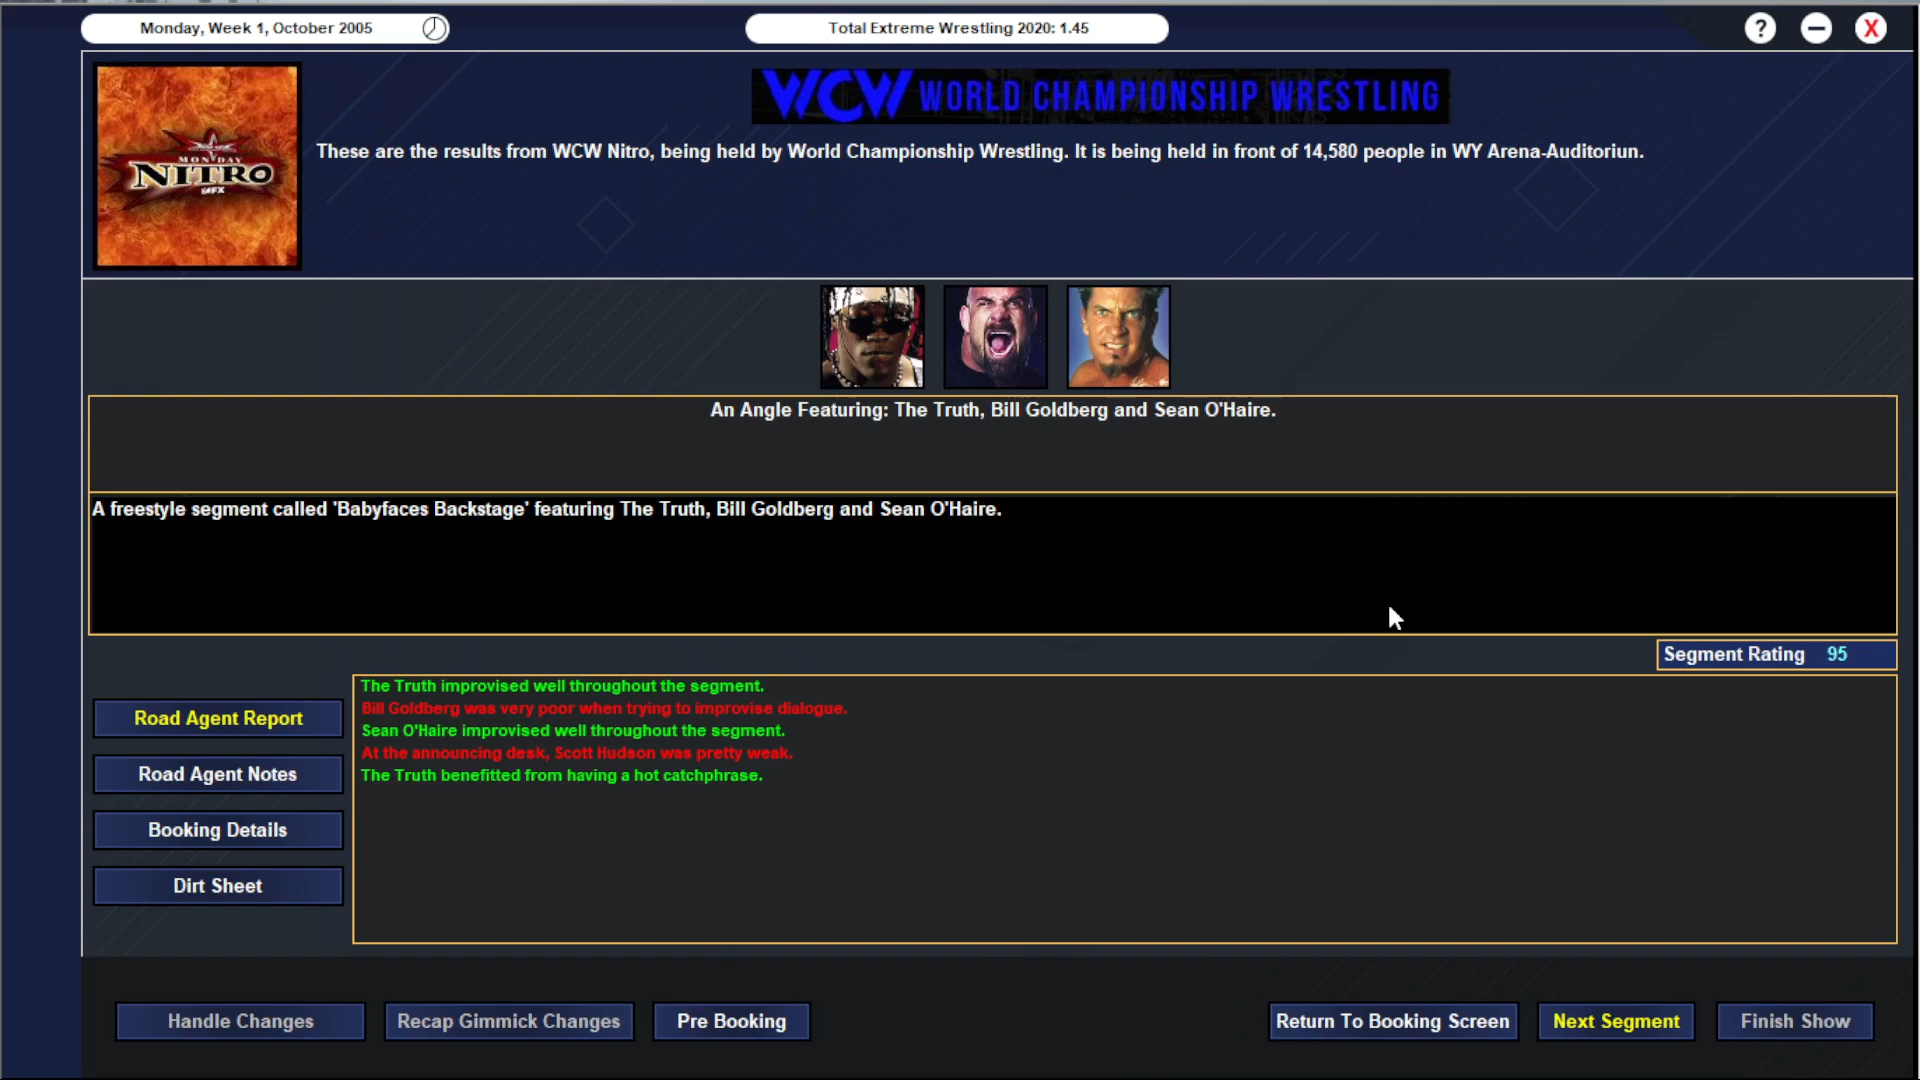 Monday, Week 1, October 2005
Total Extreme Wrestling 2020: 1.45
?
X
WCW WORLD CHAMPIONSHIP WRESTLING
MONDAY
NITRO
These are the results from WCW Nitro, being held by World Championship Wrestling. It is being held in front of 14,580 people in WY Arena-Auditoriun.
An Angle Featuring: The Truth, Bill Goldberg and Sean O'Haire.
A freestyle segment called 'Babyfaces Backstage' featuring The Truth, Bill Goldberg and Sean O'Haire.
Segment Rating 95
The Truth improvised well throughout the segment.
Bill Goldberg was very poor when trying to improvise dialogue.
Sean O'Haire improvised well throughout the segment.
At the announcing desk, Scott Hudson was pretty weak.
The Truth benefitted from having a hot catchphrase.
Road Agent Report
Road Agent Notes
Booking Details
Dirt Sheet
Handle Changes
Recap Gimmick Changes
Pre Booking
Return To Booking Screen
Next Segment
Finish Show